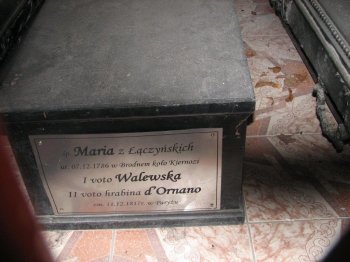 śp. Maria z Łączyńskich
ur. 07.12.1786 w Brodnem koło Kiernozi
I voto Walewska
II voto hrabina d'Ornano
zm. 11.12.1817r. w Paryżu